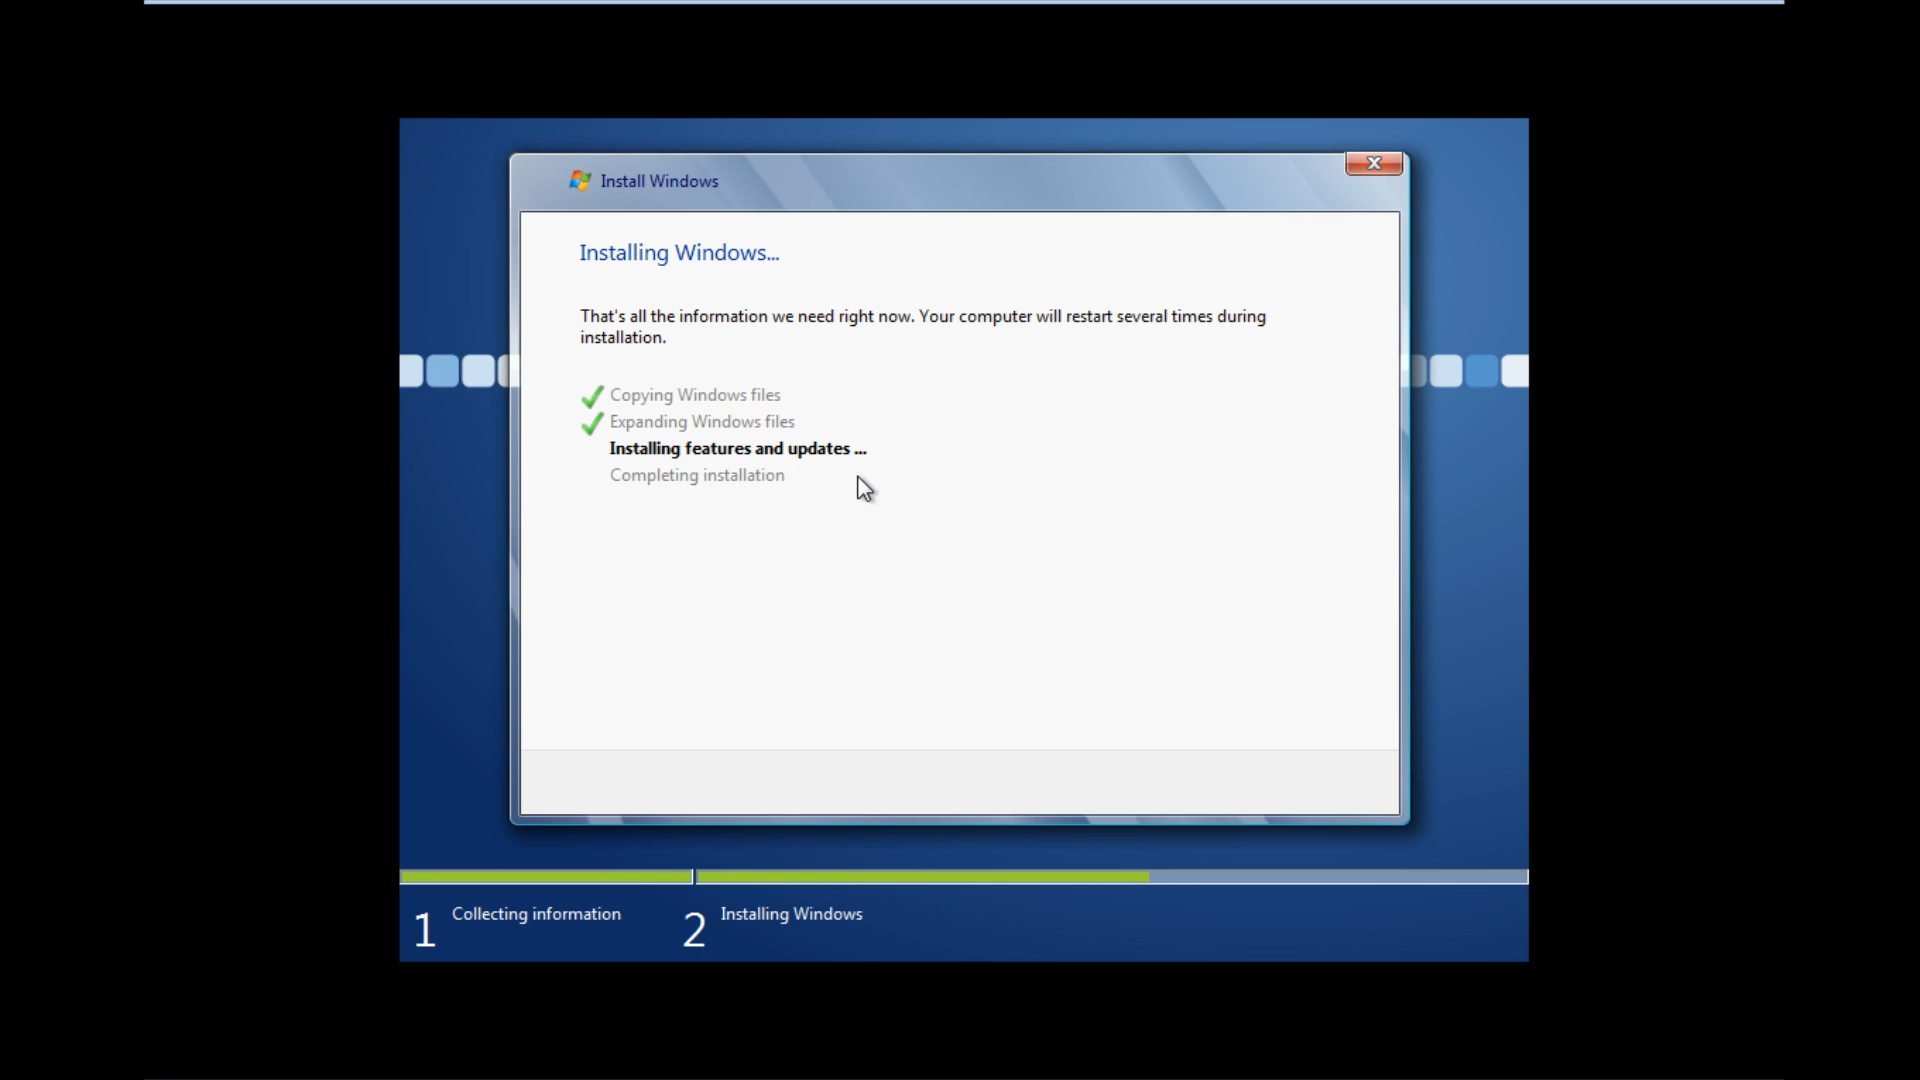 Install Windows
Installing Windows...
That's all the information we need right now. Your computer will restart several times during
installation.
Copying Windows files
Expanding Windows files
Installing features and updates ...
Completing installation
1 Collecting information
2 Installing Windows